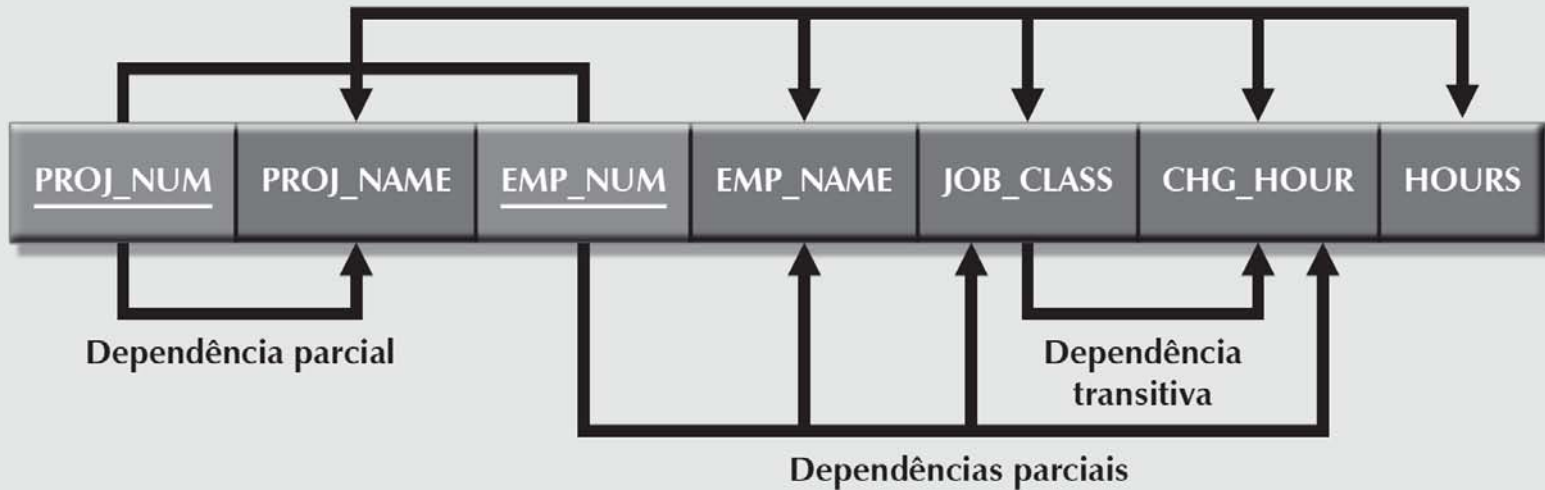 PROJ_NUM PROJ_NAME EMP_NUM EMP_NAME JOB_CLASS CHG_HOUR HOURS
Dependência parcial
Dependência
transitiva
Dependências parciais